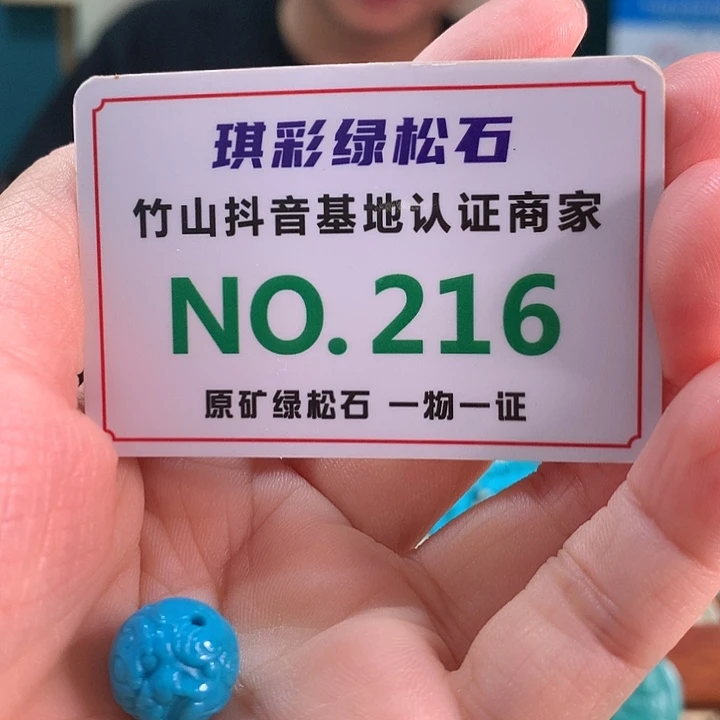 琪彩绿松石
竹山抖音基地认证商家
NO.216
原矿绿松石 一物一证